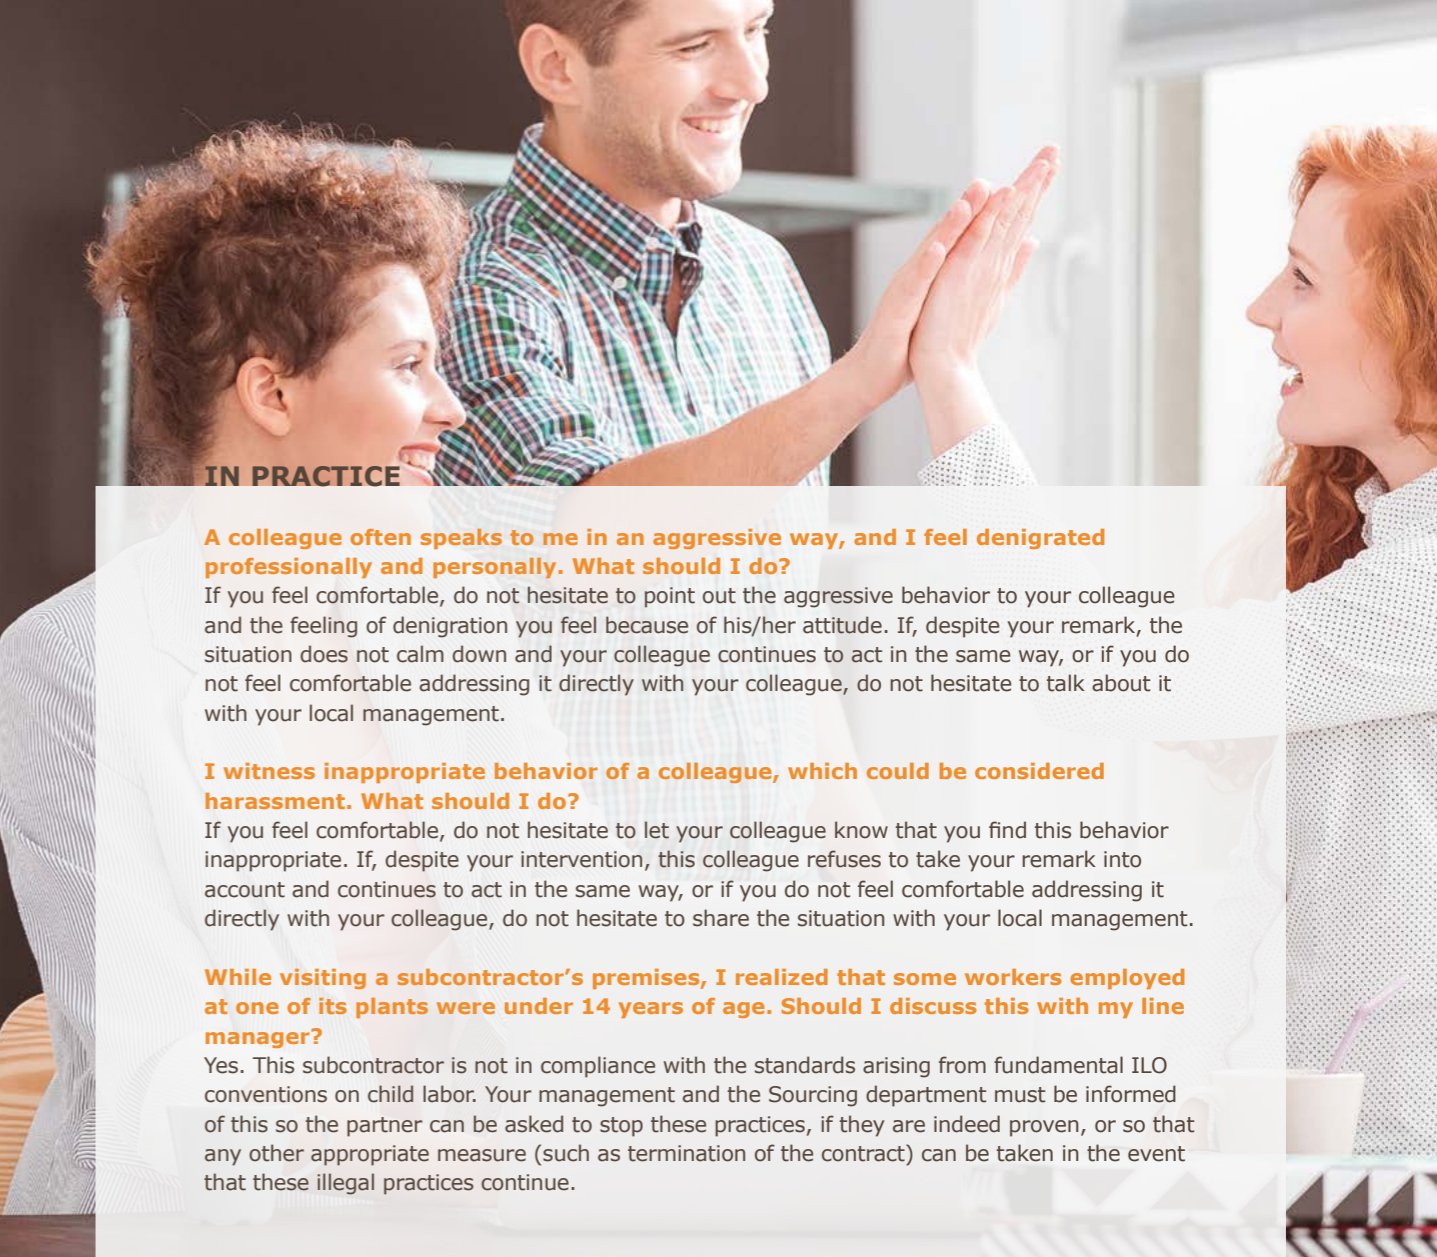 IN PRACTICE
A colleague often speaks to me in an aggressive way, and I feel denigrated
professionally and personally. What should I do?
If you feel comfortable, do not hesitate to point out the aggressive behavior to your colleague
and the feeling of denigration you feel because of his/her attitude. If, despite your remark, the
situation does not calm down and your colleague continues to act in the same way, or if you do
not feel comfortable addressing it directly with your colleague, do not hesitate to talk about it
with your local management.
I witness inappropriate behavior of a colleague, which could be considered
harassment. What should I do?
If you feel comfortable, do not hesitate to let your colleague know that you find this behavior
inappropriate. If, despite your intervention, this colleague refuses to take your remark into
account and continues to act in the same way, or if you do not feel comfortable addressing it
directly with your colleague, do not hesitate to share the situation with your local management.
While visiting a subcontractor’s premises, I realized that some workers employed
at one of its plants were under 14 years of age. Should I discuss this with my line
manager?
Yes. This subcontractor is not in compliance with the standards arising from fundamental ILO
conventions on child labor. Your management and the Sourcing department must be informed
of this so the partner can be asked to stop these practices, if they are indeed proven, or so that
any other appropriate measure (such as termination of the contract) can be taken in the event
that these illegal practices continue.